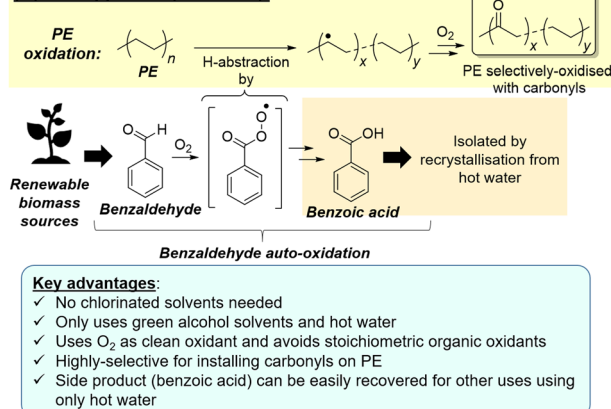 PE
oxidation:
n
PE
H-abstraction
by
x
y
O2
O
x
y
PE selectively-oxidised
with carbonyls
Renewable
biomass
sources
O
H
Benzaldehyde
O2
O
O
O
O
OH
Benzoic acid
Isolated by
recrystallisation from
hot water
Benzaldehyde auto-oxidation
Key advantages:
✓ No chlorinated solvents needed
✓ Only uses green alcohol solvents and hot water
✓ Uses O2 as clean oxidant and avoids stoichiometric organic oxidants
✓ Highly-selective for installing carbonyls on PE
✓ Side product (benzoic acid) can be easily recovered for other uses using
only hot water